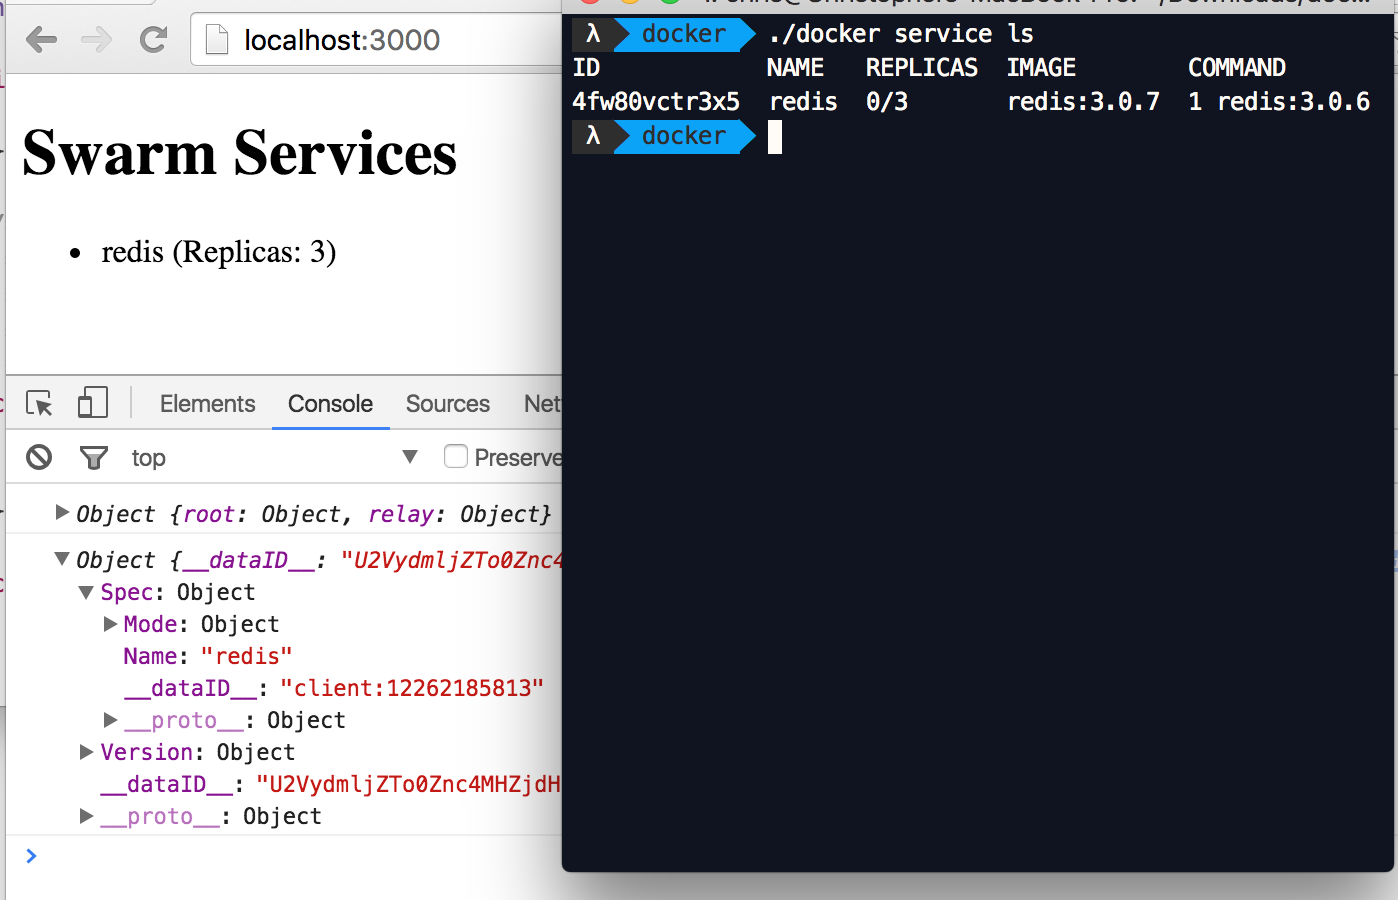 localhost:3000
Swarm Services
• redis (Replicas: 3)
Elements Console Sources
top ▼ Preserve
▶ Object {root: Object, relay: Object}
▼ Object {__dataID__: "U2VydmljZTo0Znc4
▼ Spec: Object
▶ Mode: Object
Name: "redis"
__dataID__: "client:12262185813"
▶ __proto__: Object
▶ Version: Object
__dataID__: "U2VydmljZTo0Znc4MHZjdH
▶ __proto__: Object
>
λ docker ./docker service ls
ID NAME REPLICAS IMAGE COMMAND
4fw80vctr3x5 redis 0/3 redis:3.0.7 1 redis:3.0.6
λ docker